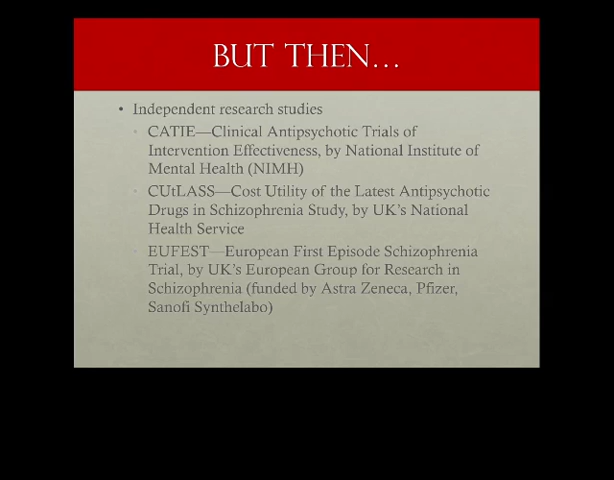 BUT THEN...
• Independent research studies
• CATIE—Clinical Antipsychotic Trials of
Intervention Effectiveness, by National Institute of
Mental Health (NIMH)
• CUtLASS—Cost Utility of the Latest Antipsychotic
Drugs in Schizophrenia Study, by UK's National
Health Service
• EUFEST—European First Episode Schizophrenia
Trial, by UK's European Group for Research in
Schizophrenia (funded by Astra Zeneca, Pfizer,
Sanofi Synthelabo)